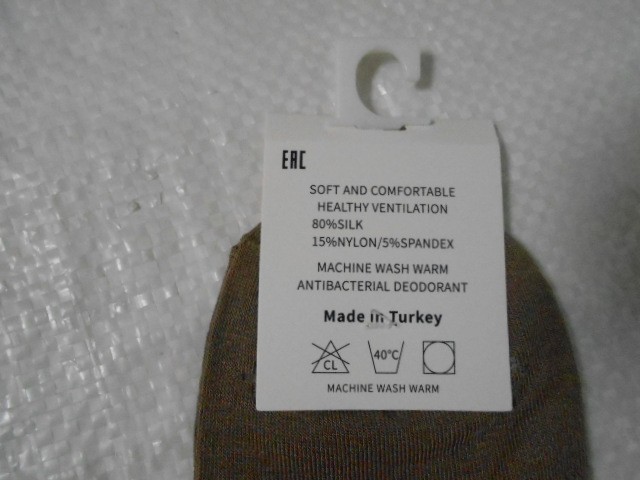 EAC
SOFT AND COMFORTABLE
HEALTHY VENTILATION
80%SILK
15%NYLON/5%SPANDEX
MACHINE WASH WARM
ANTIBACTERIAL DEODORANT
Made in Turkey
CL 40°C
MACHINE WASH WARM